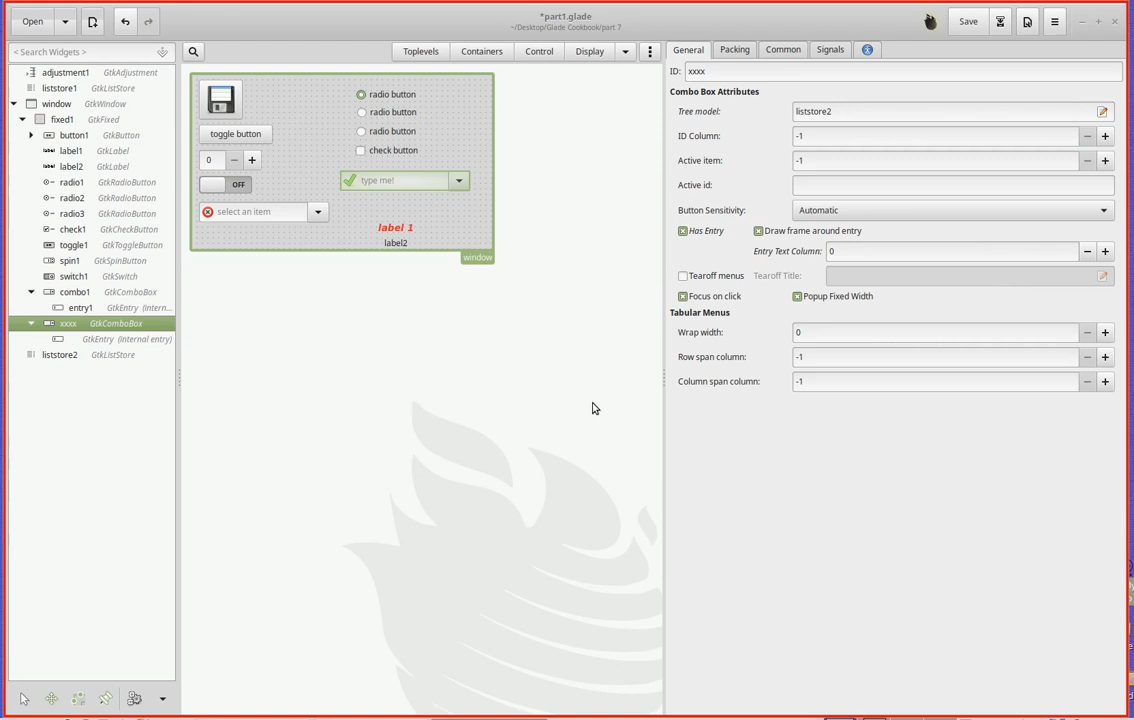 *part1.glade
~/Desktop/Glade Cookbook/part 7
Open
Save
< Search Widgets >
Toplevels Containers Control Display
adjustment1 GtkAdjustment
liststore1 GtkListStore
window GtkWindow
fixed1 GtkFixed
button1 GtkButton
label1 GtkLabel
label2 GtkLabel
radio1 GtkRadioButton
radio2 GtkRadioButton
radio3 GtkRadioButton
check1 GtkCheckButton
toggle1 GtkToggleButton
spin1 GtkSpinButton
switch1 GtkSwitch
combo1 GtkComboBox
entry1 GtkEntry (intern...
xxxx GtkComboBox
GtkEntry (internal entry)
liststore2 GtkListStore
radio button
radio button
toggle button
radio button
check button
0 − +
OFF
type me!
select an item
label 1
label2
window
General Packing Common Signals
ID: xxxx
Combo Box Attributes
Tree model: liststore2
ID Column: -1 − +
Active item: -1 − +
Active id:
Button Sensitivity: Automatic
Has Entry Draw frame around entry
Entry Text Column: 0 − +
Tearoff menus Tearoff Title:
Focus on click Popup Fixed Width
Tabular Menus
Wrap width: 0 − +
Row span column: -1 − +
Column span column: -1 − +